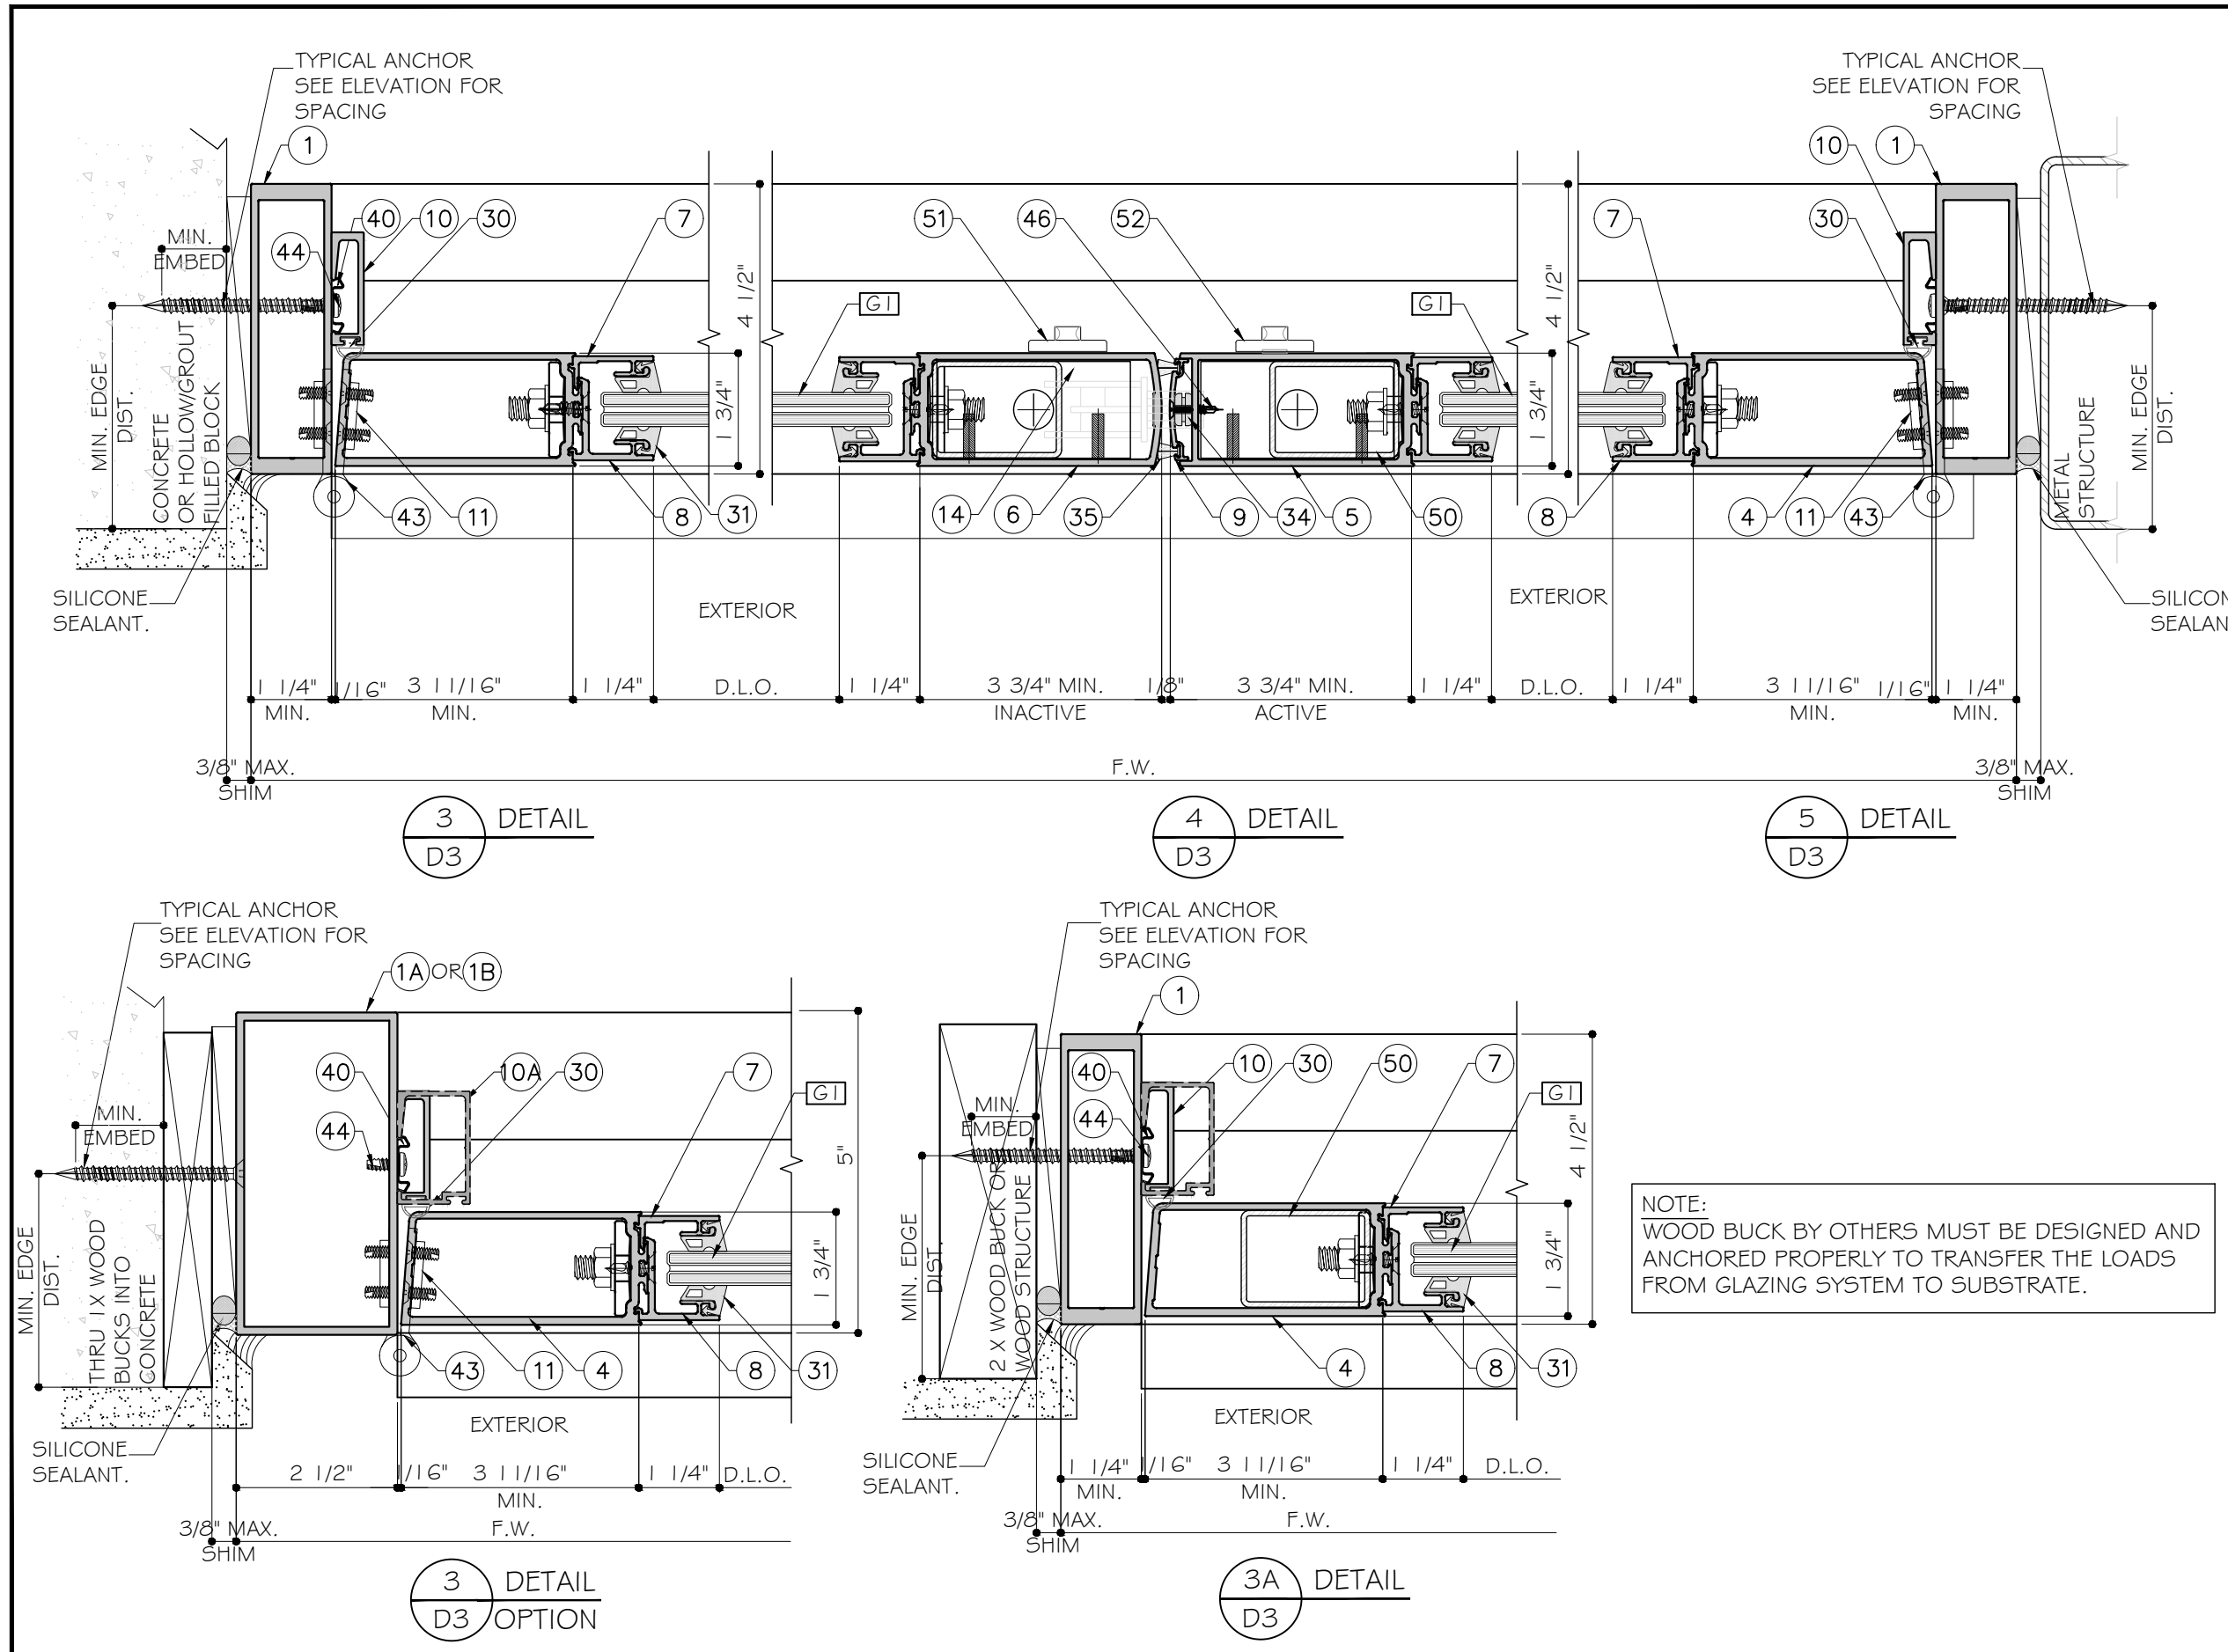 TYPICAL ANCHOR
SEE ELEVATION FOR
SPACING
1
40
10
30
7
44
MIN.
EMBED
MIN. EDGE
DIST.
CONCRETE
OR HOLLOW/GROUT
FILLED BLOCK
SILICONE
SEALANT.
43
11
8
31
G1
4 1/2"
1 3/4"
EXTERIOR
51
46
52
14
6
35
9
34
5
50
G1
4 1/2"
1 3/4"
TYPICAL ANCHOR
SEE ELEVATION FOR
SPACING
10
1
7
30
8
4
11
43
METAL
STRUCTURE
MIN. EDGE
DIST.
EXTERIOR
SILICON
SEALAN
1 1/4"
MIN.
1/16"
3 11/16"
MIN.
1 1/4"
D.L.O.
1 1/4"
3 3/4" MIN.
INACTIVE
1/8"
3 3/4" MIN.
ACTIVE
1 1/4"
D.L.O.
1 1/4"
3 11/16"
MIN.
1/16"
1 1/4"
MIN.
3/8" MAX.
SHIM
F.W.
3/8" MAX.
SHIM
3 DETAIL
D3
4 DETAIL
D3
5 DETAIL
D3
TYPICAL ANCHOR
SEE ELEVATION FOR
SPACING
1A OR 1B
40
10A
30
7
G1
44
MIN.
EMBED
MIN. EDGE
DIST.
THRU 1X WOOD
BUCKS INTO
CONCRETE
5"
1 3/4"
43
11
4
8
31
EXTERIOR
SILICONE
SEALANT.
2 1/2"
1/16"
3 11/16"
MIN.
1 1/4"
D.L.O.
3/8" MAX.
SHIM
F.W.
3 DETAIL
D3 OPTION
TYPICAL ANCHOR
SEE ELEVATION FOR
SPACING
1
40
10
30
50
7
G1
44
MIN.
EMBED
MIN. EDGE
DIST.
2 X WOOD BUCK OR
WOOD STRUCTURE
4 1/2"
1 3/4"
4
8
31
EXTERIOR
SILICONE
SEALANT.
1 1/4"
MIN.
1/16"
3 11/16"
MIN.
1 1/4"
D.L.O.
3/8" MAX.
SHIM
F.W.
3A DETAIL
D3
NOTE:
WOOD BUCK BY OTHERS MUST BE DESIGNED AND
ANCHORED PROPERLY TO TRANSFER THE LOADS
FROM GLAZING SYSTEM TO SUBSTRATE.